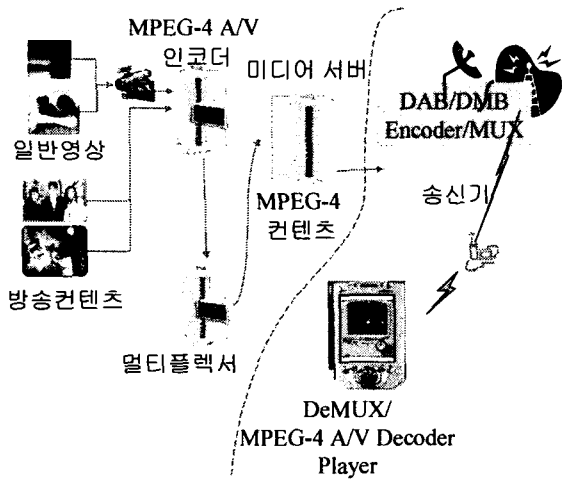 MPEG-4 A/V
인코더
미디어 서버
DAB/DMB
Encoder/MUX
일반영상
MPEG-4
컨텐츠
송신기
방송컨텐츠
멀티플렉서
DeMUX/
MPEG-4 A/V Decoder
Player